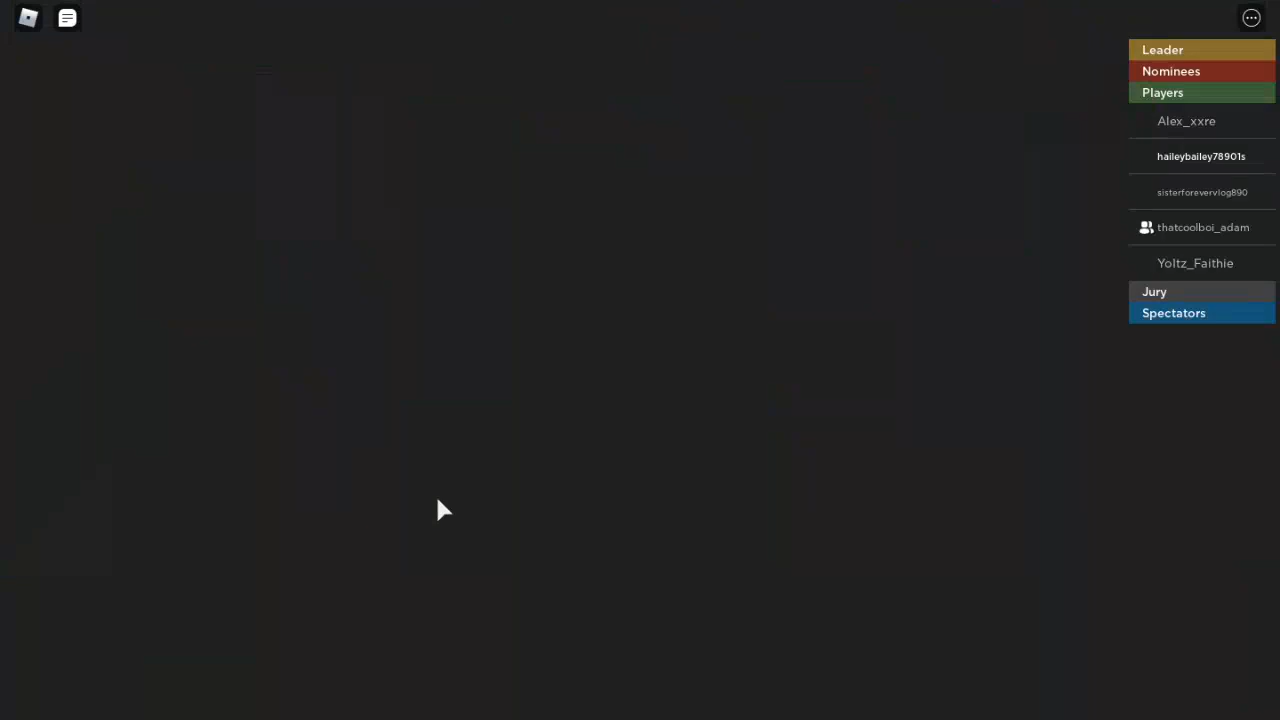 Leader
Nominees
Players
Alex_xxre
haileybailey78901s
sisterforevervlog890
thatcoolboi_adam
Yoltz_Faithie
Jury
Spectators